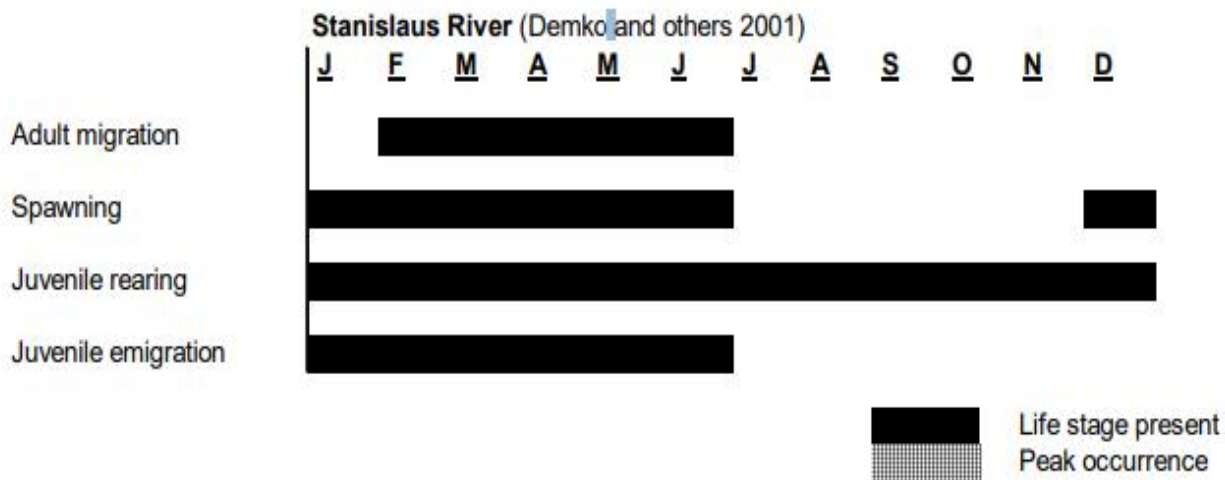 Stanislaus River (Demko and others 2001)
J F M A M J J A S O N D
Adult migration
Spawning
Juvenile rearing
Juvenile emigration
Life stage present
Peak occurrence